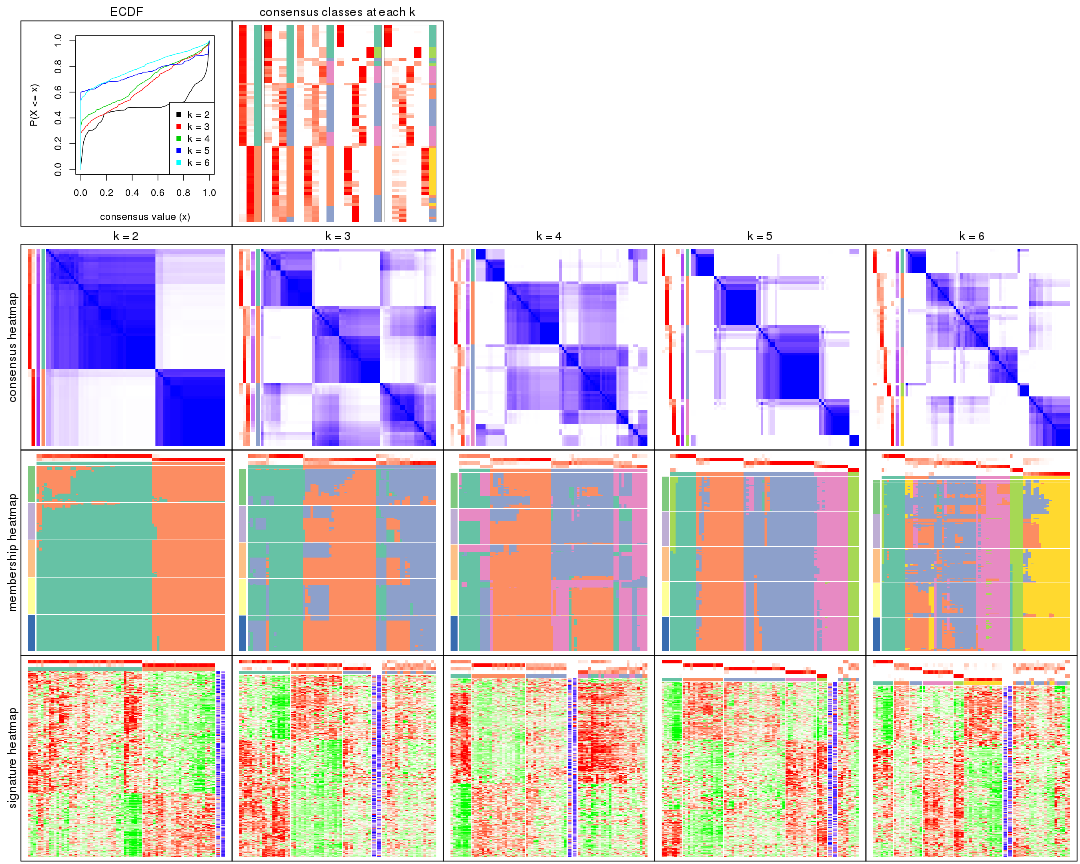 ECDF
consensus classes at each k
P(X <= x)
1.0
0.8
0.6
0.4
0.2
0.0
k = 2
k = 3
k = 4
k = 5
k = 6
0.0 0.2 0.4 0.6 0.8 1.0
consensus value (x)
k = 2
k = 3
k = 4
k = 5
k = 6
consensus heatmap
membership heatmap
signature heatmap